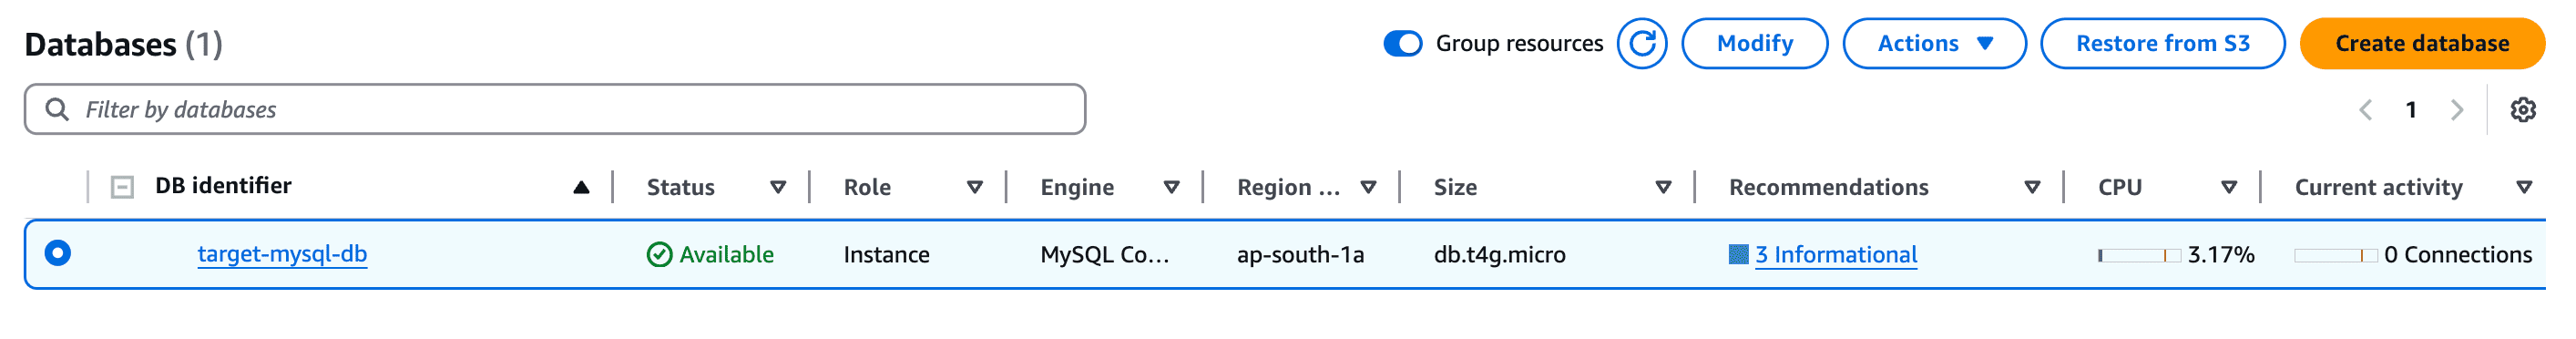 Databases (1) Group resources Modify Actions Restore from S3 Create database
Filter by databases 1
DB identifier Status Role Engine Region ... Size Recommendations CPU Current activity
target-mysql-db Available Instance MySQL Co... ap-south-1a db.t4g.micro 3 Informational 3.17% 0 Connections